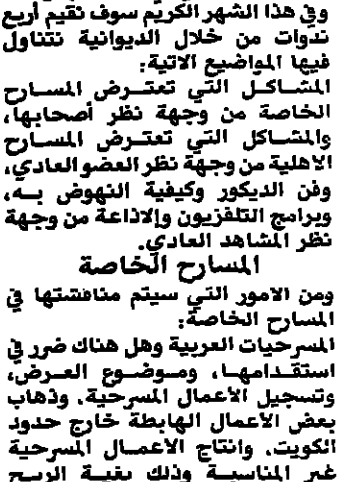 وفي هذا الشهر الكريم سوف نقيم أربع
ندوات من خلال الديوانية نتناول
فيها المواضيع الاتية:
المشاكل التي تعترض المسارح
الخاصة من وجهة نظر أصحابها،
والمشاكل التي تعترض المسارح
الاهلية من وجهة نظر العضو العادي،
وفن الديكور وكيفية النهوض به،
وبرامج التلفزيون والاذاعة من وجهة
نظر المشاهد العادي.
المسارح الخاصة
ومن الامور التي سيتم مناقشتها في
المسارح الخاصة:
المسرحيات العربية وهل هناك ضرر في
استقدامها، وموضوع العرض،
وتسجيل الأعمال المسرحية. وذهاب
بعض الأعمال الهابطة خارج حدود
الكويت. وانتاج الاعمال المسرحية
غير المناسبة وذلك بغية الربح